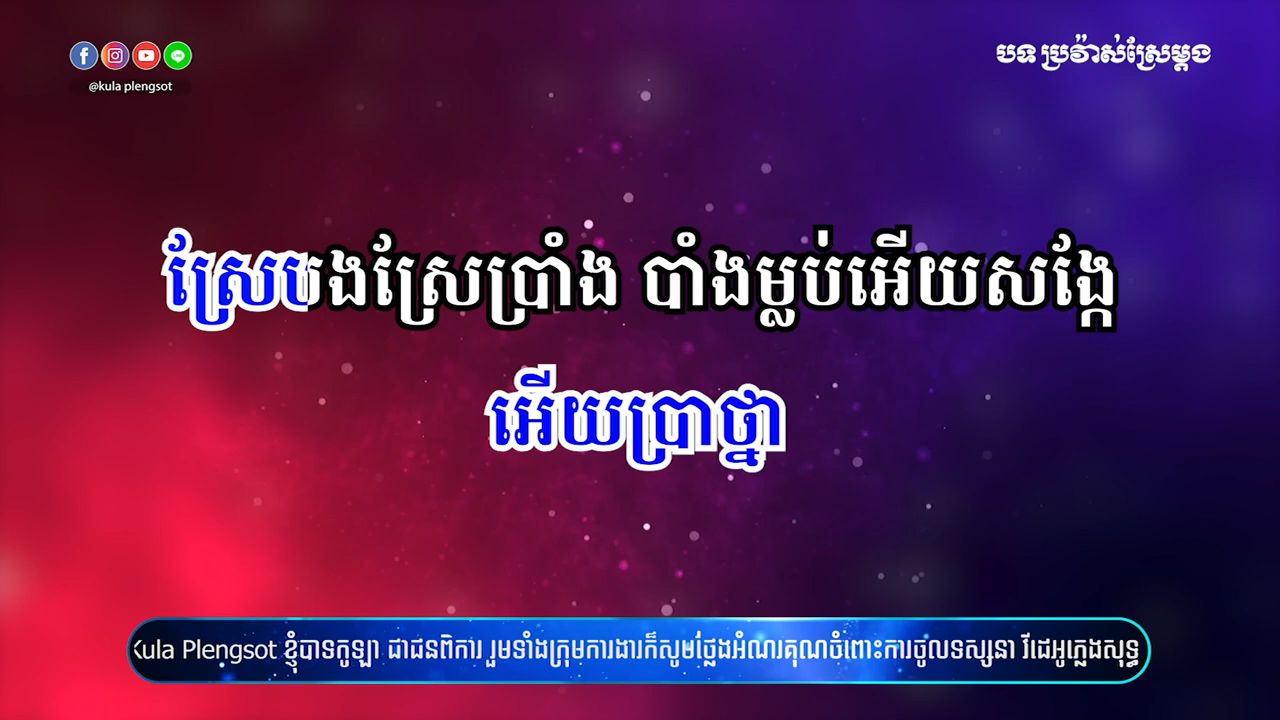 @kula plengsot
បទ ប្រវ៉ាស់ស្រែម្ដង
ស្រែបងស្រែប្រាំង បាំងម្លប់អើយសង្កែ
អើយប្រាថ្នា
Kula Plengsot ខ្ញុំបាទកូឡា ជាជនពិការ រួមទាំងក្រុមការងារក៏សូមថ្លែងអំណរគុណចំពោះការចូលទស្សនា វីដេអូភ្លេងសុទ្ធ